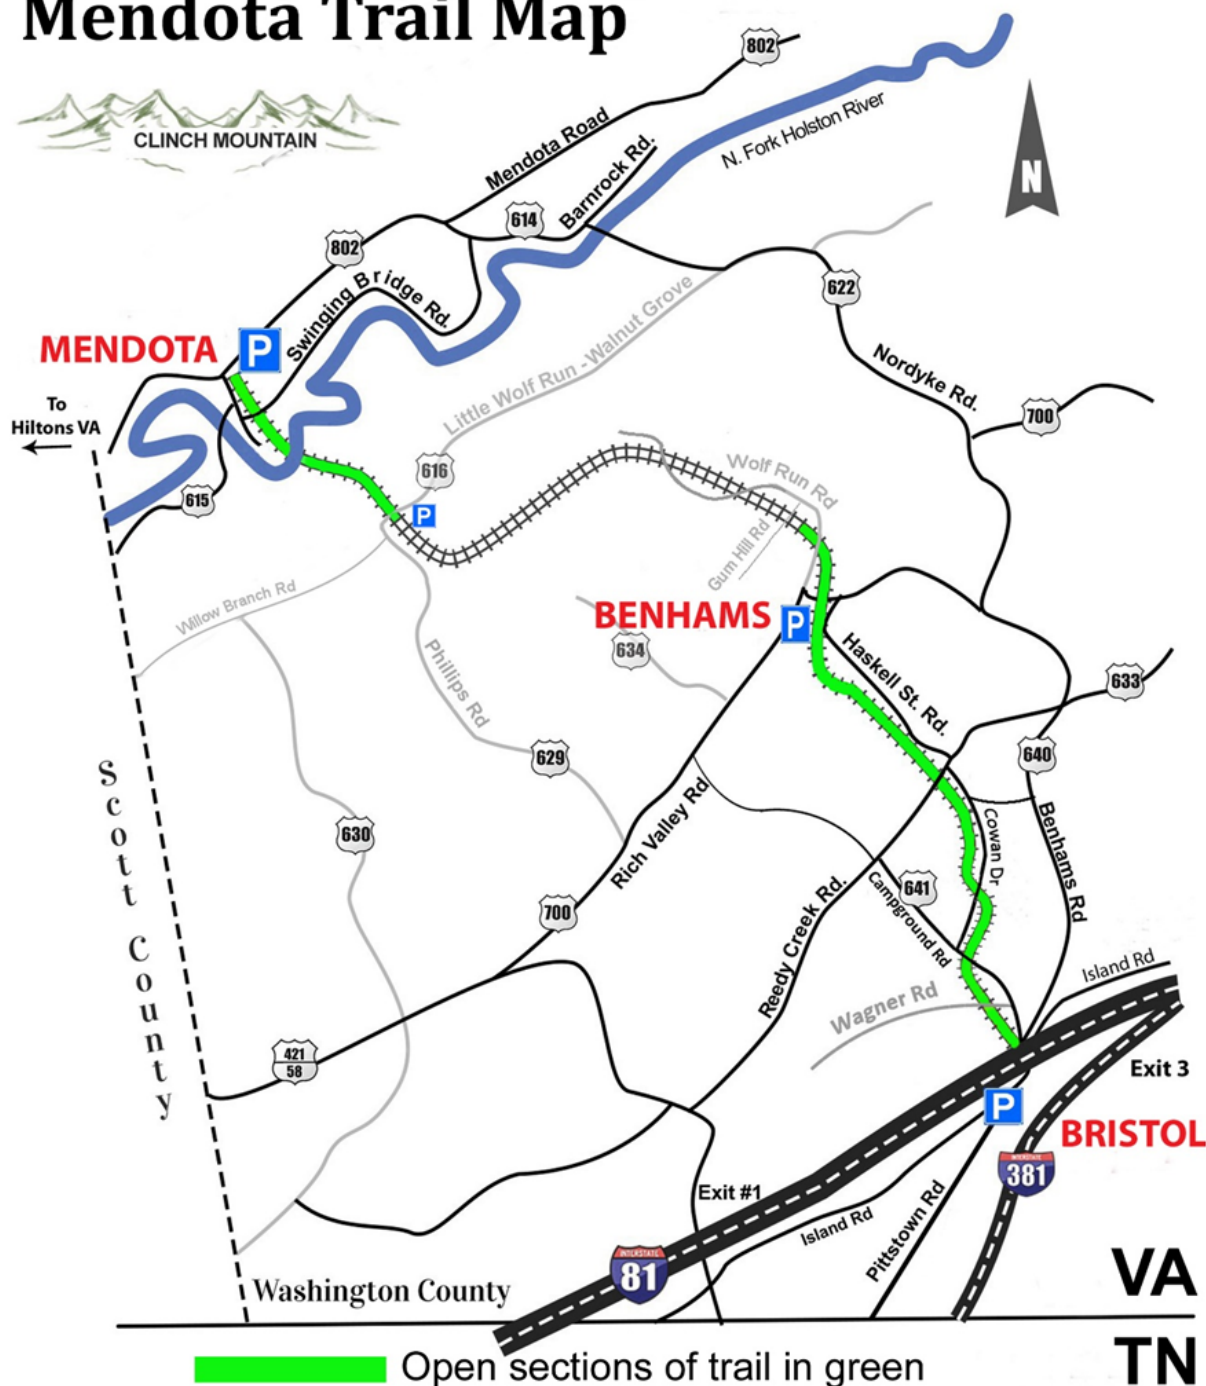 Mendota Trail Map
802
CLINCH MOUNTAIN
N. Fork Holston River
Mendota Road
Barnrock Rd.
N
614
802
Swinging Bridge Rd.
622
MENDOTA
P
Little Wolf Run - Walnut Grove
Nordyke Rd.
To
Hiltons VA
700
616
Wolf Run Rd
615
P
Gum Hill Rd
Willow Branch Rd
BENHAMS
P
634
Haskell St. Rd.
Phillips Rd
633
629
640
Scott County
630
Rich Valley Rd
Cowan Dr
Benhams Rd
641
Campground Rd
700
Reedy Creek Rd.
Island Rd
Wagner Rd
421
58
Exit 3
P
BRISTOL
INTERSTATE
381
Exit #1
Island Rd
Pittstown Rd
INTERSTATE
81
VA
Washington County
TN
Open sections of trail in green